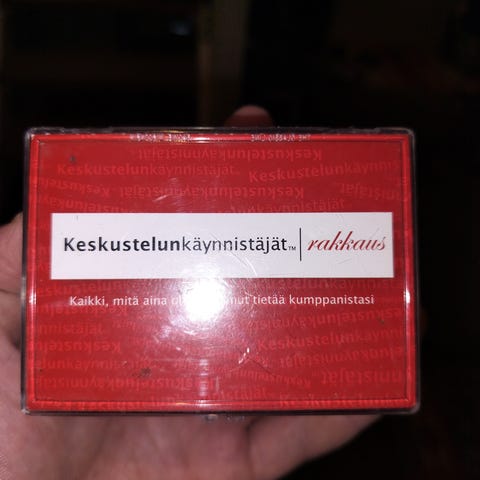 Keskustelunkäynnistäjät™ | rakkaus
Kaikki, mitä aina tietää kumppanistasi